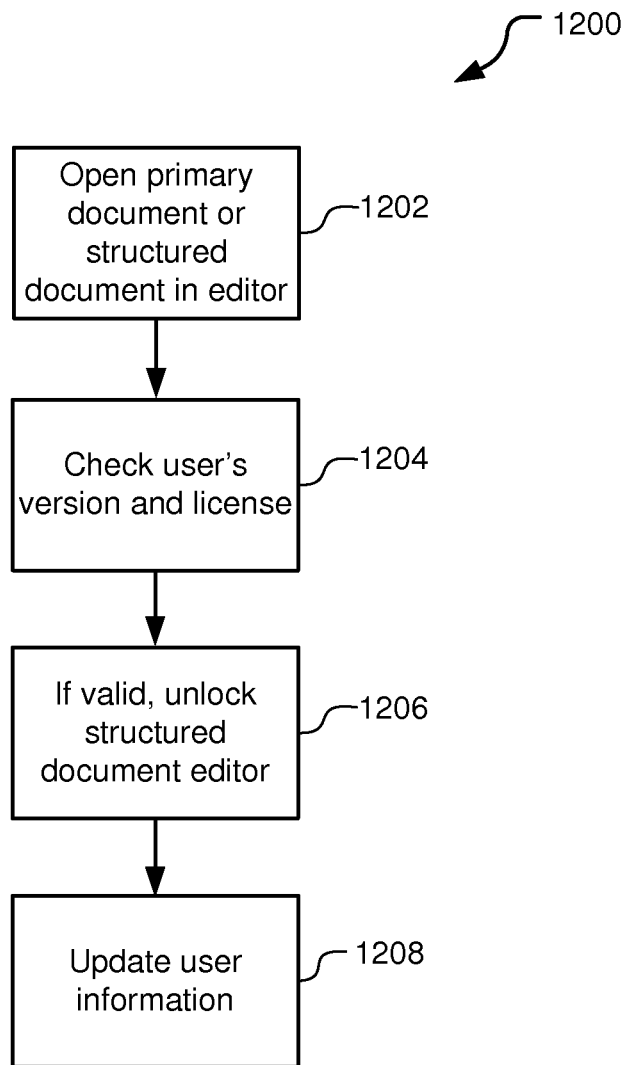 1200
Open primary
document or
structured
document in editor
1202
Check user's
version and license
1204
If valid, unlock
structured
document editor
1206
Update user
information
1208